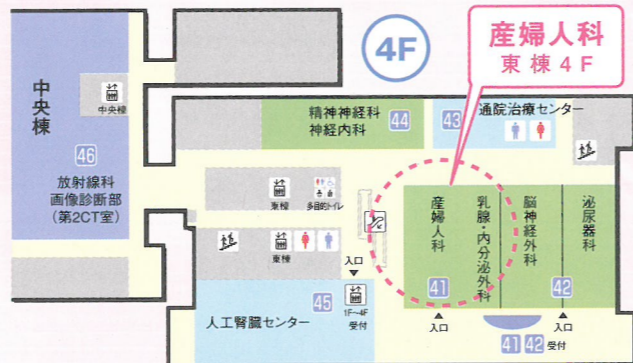 4F
産婦人科
東棟4F
中央棟
中央棟
46
放射線科
画像診断部
(第2CT室)
精神神経科
神経内科
44
43
通院治療センター
東棟
多目的トイレ
東棟
入口
1F~4F
受付
45
人工腎臓センター
産婦人科
乳腺・内分泌外科
脳神経外科
泌尿器科
41
42
入口
入口
41 42 受付